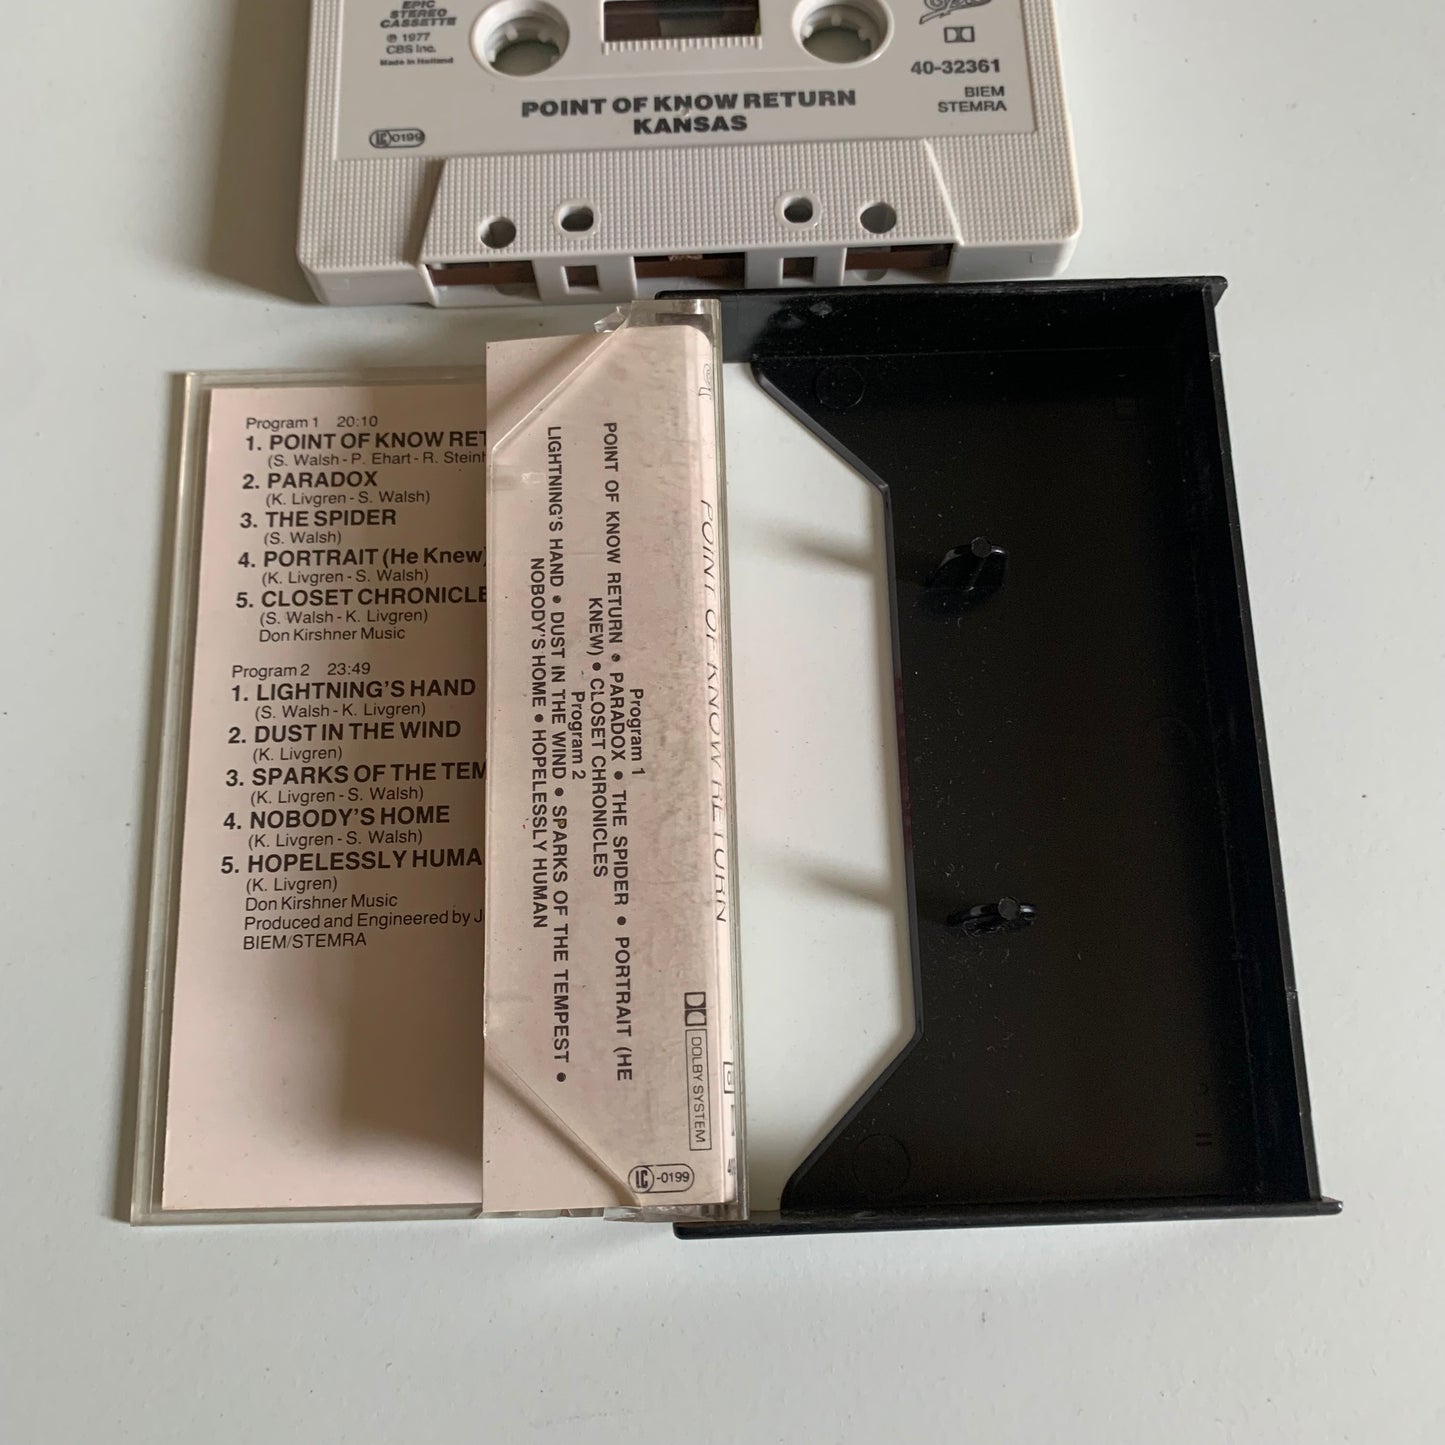 EPIC
STEREO
CASSETTE
℗ 1977
CBS Inc.
Made in Holland
LC 0199
POINT OF KNOW RETURN
KANSAS
40-32361
BIEM
STEMRA
Program 1 20:10
1. POINT OF KNOW RET
(S. Walsh - P. Ehart - R. Steinh
2. PARADOX
(K. Livgren - S. Walsh)
3. THE SPIDER
(S. Walsh)
4. PORTRAIT (He Knew)
(K. Livgren - S. Walsh)
5. CLOSET CHRONICLE
(S. Walsh - K. Livgren)
Don Kirshner Music
Program 2 23:49
1. LIGHTNING'S HAND
(S. Walsh - K. Livgren)
2. DUST IN THE WIND
(K. Livgren)
3. SPARKS OF THE TEM
(K. Livgren - S. Walsh)
4. NOBODY'S HOME
(K. Livgren - S. Walsh)
5. HOPELESSLY HUMA
(K. Livgren)
Don Kirshner Music
Produced and Engineered by J
BIEM/STEMRA
Program 1
POINT OF KNOW RETURN • PARADOX • THE SPIDER • PORTRAIT (HE
KNEW) • CLOSET CHRONICLES
Program 2
LIGHTNING'S HAND • DUST IN THE WIND • SPARKS OF THE TEMPEST •
NOBODY'S HOME • HOPELESSLY HUMAN
DOLBY SYSTEM
LC -0199
POINT OF KNOW RETURN